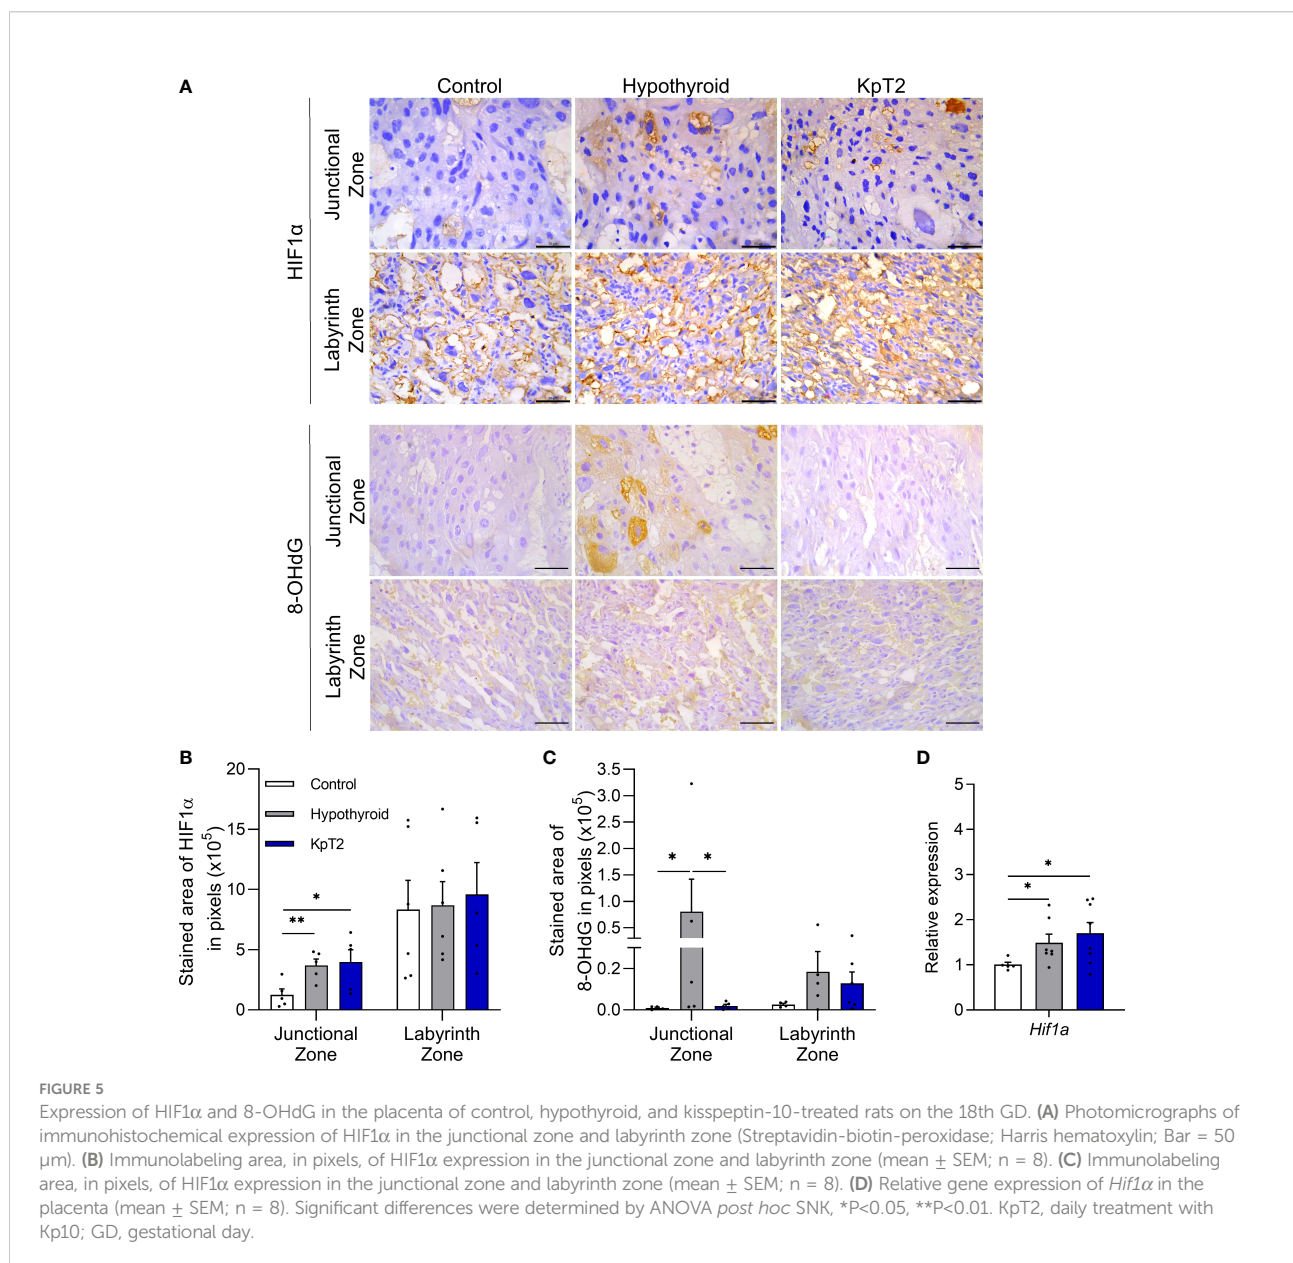 A
Control Hypothyroid KpT2
HIF1α
Junctional
Zone
Labyrinth
Zone
8-OHdG
Junctional
Zone
Labyrinth
Zone
B
Stained area of HIF1α
in pixels (x10⁵)
20
15
10
5
0
Control
Hypothyroid
KpT2
**
*
Junctional
Zone
Labyrinth
Zone
C
Stained area of
8-OHdG in pixels (x10⁵)
3.5
3.0
2.5
2.0
1.5
1.0
0.5
0.2
0.0
*
*
Junctional
Zone
Labyrinth
Zone
D
Relative expression
5
4
3
2
1
0
*
*
Hif1a
FIGURE 5
Expression of HIF1α and 8-OHdG in the placenta of control, hypothyroid, and kisspeptin-10-treated rats on the 18th GD. (A) Photomicrographs of
immunohistochemical expression of HIF1α in the junctional zone and labyrinth zone (Streptavidin-biotin-peroxidase; Harris hematoxylin; Bar = 50
μm). (B) Immunolabeling area, in pixels, of HIF1α expression in the junctional zone and labyrinth zone (mean ± SEM; n = 8). (C) Immunolabeling
area, in pixels, of HIF1α expression in the junctional zone and labyrinth zone (mean ± SEM; n = 8). (D) Relative gene expression of Hif1α in the
placenta (mean ± SEM; n = 8). Significant differences were determined by ANOVA post hoc SNK, *P<0.05, **P<0.01. KpT2, daily treatment with
Kp10; GD, gestational day.